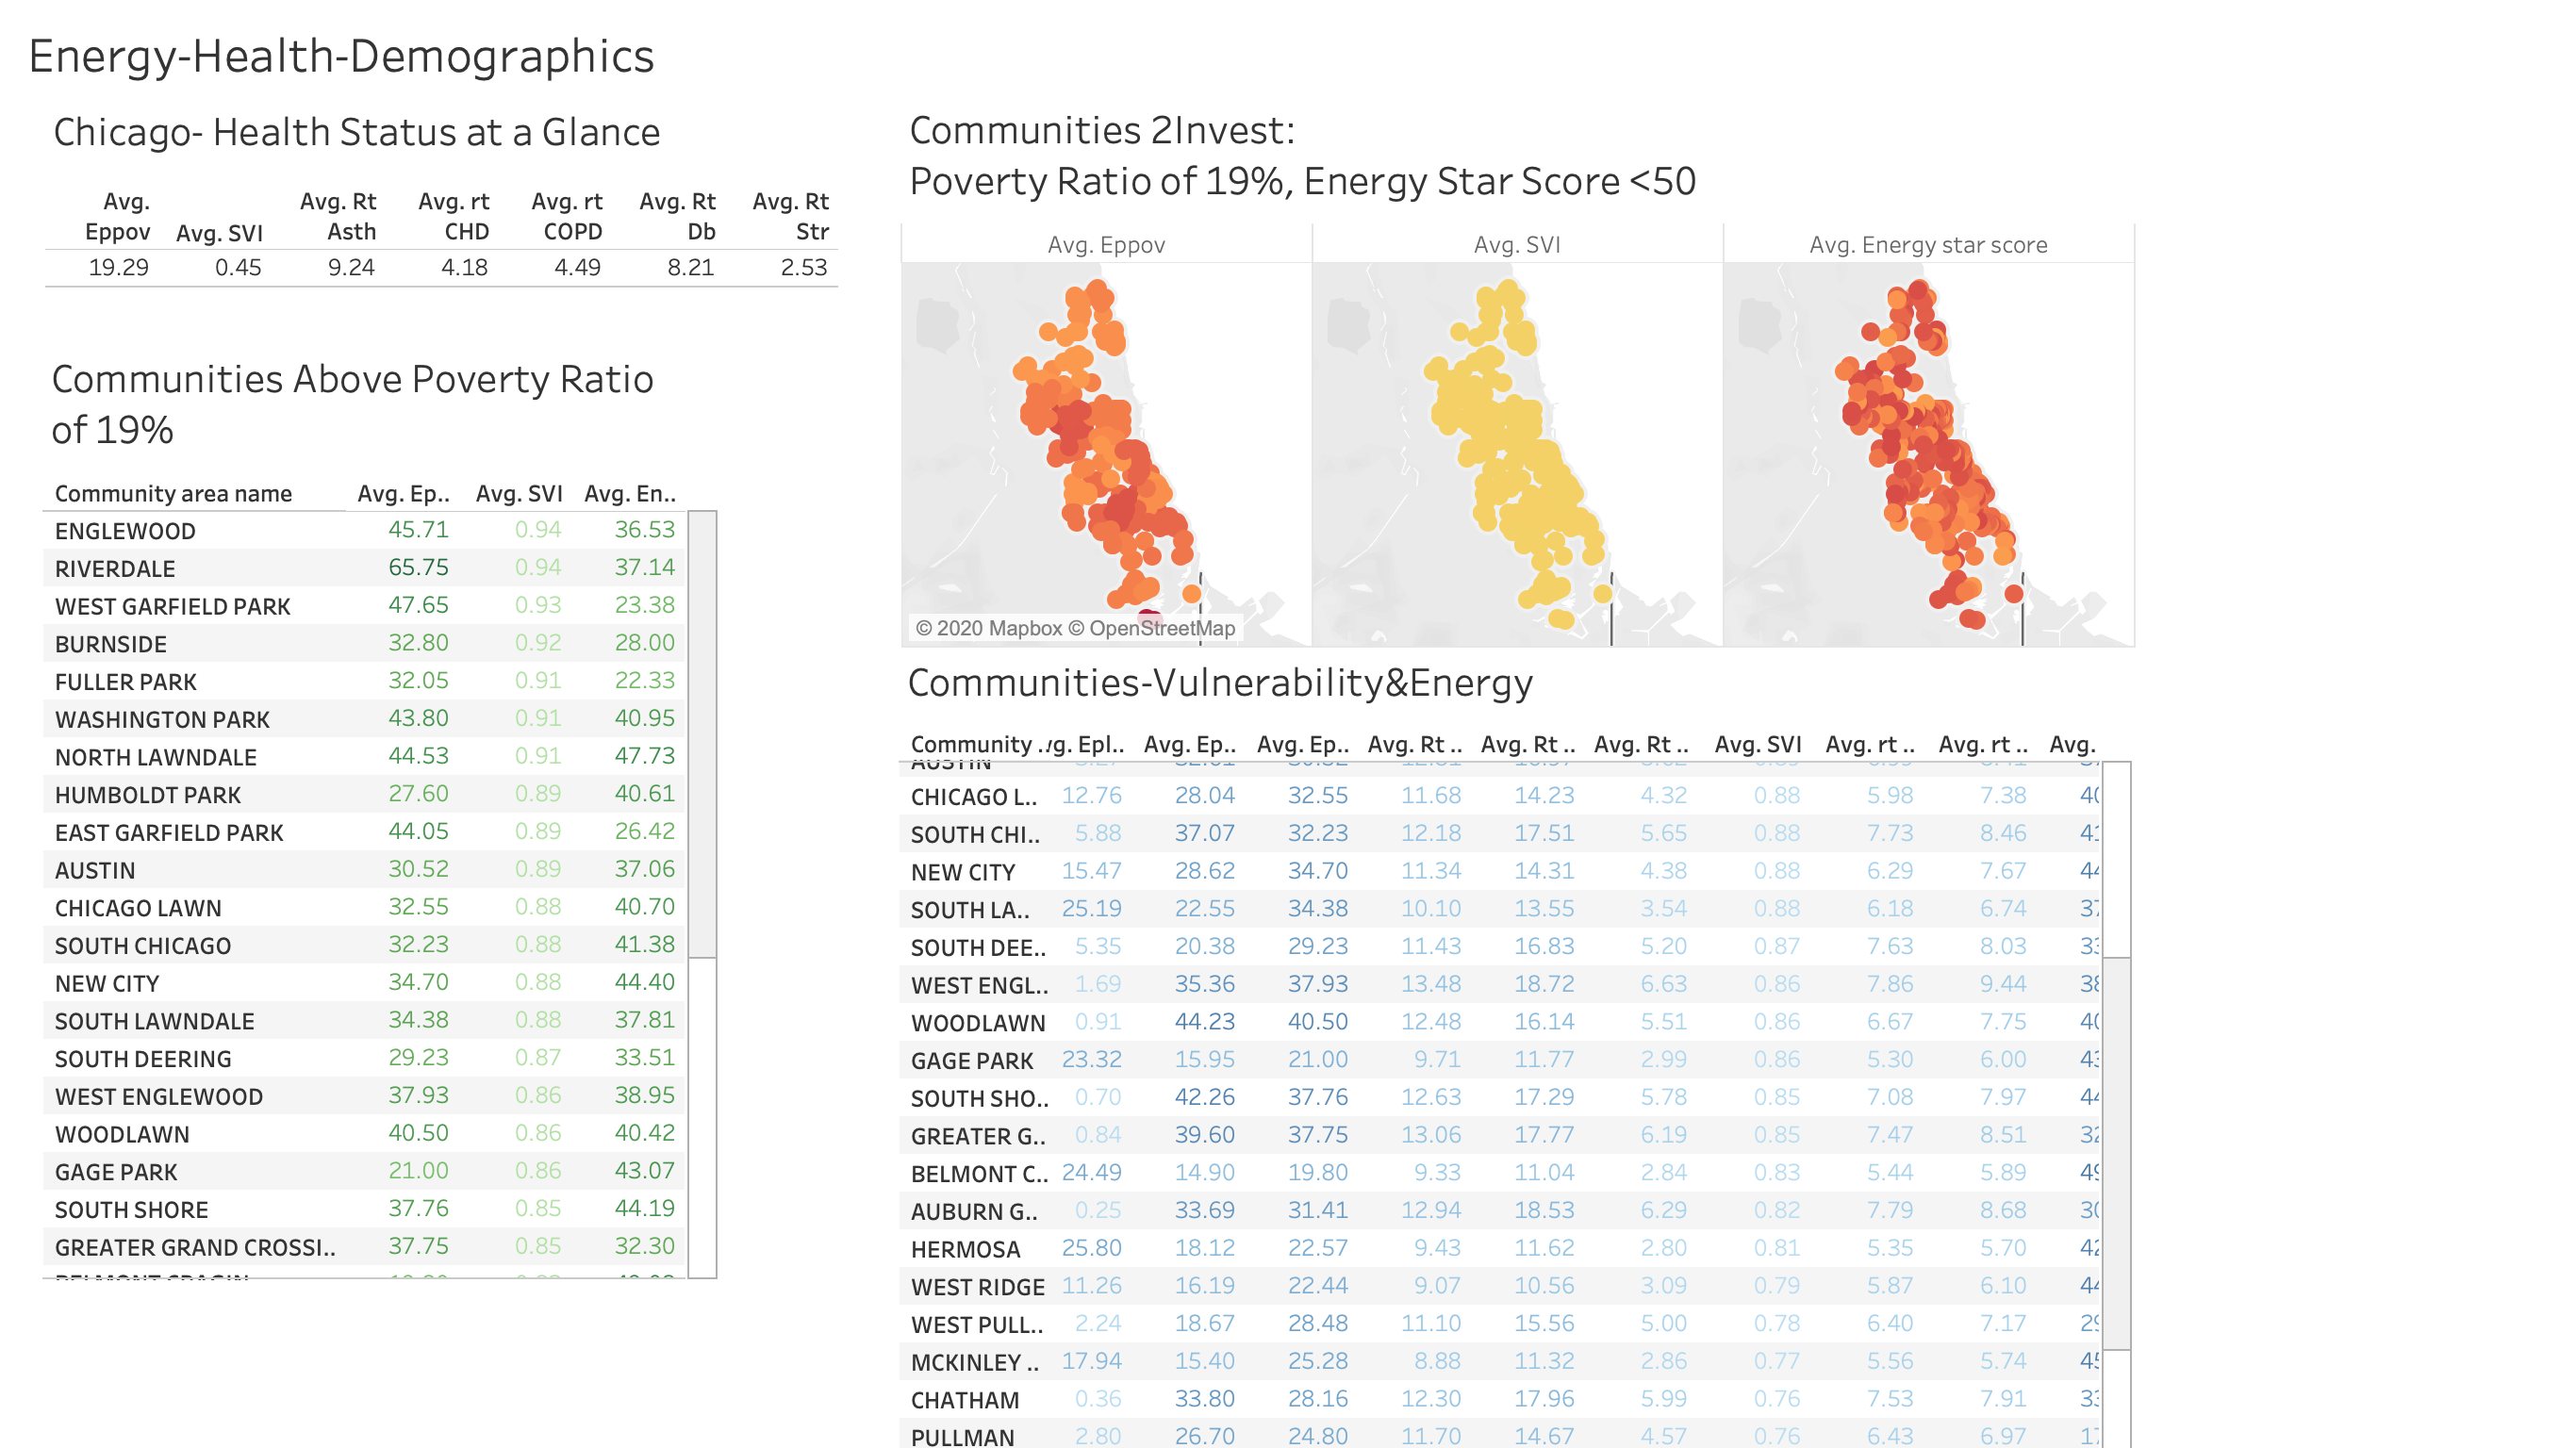 Energy-Health-Demographics
Chicago- Health Status at a Glance
Avg. Eppov Avg. SVI Avg. Rt Asth Avg. rt CHD Avg. rt COPD Avg. Rt Db Avg. Rt Str
19.29 0.45 9.24 4.18 4.49 8.21 2.53
Communities Above Poverty Ratio
of 19%
Community area name Avg. Ep.. Avg. SVI Avg. En..
ENGLEWOOD 45.71 0.94 36.53
RIVERDALE 65.75 0.94 37.14
WEST GARFIELD PARK 47.65 0.93 23.38
BURNSIDE 32.80 0.92 28.00
FULLER PARK 32.05 0.91 22.33
WASHINGTON PARK 43.80 0.91 40.95
NORTH LAWNDALE 44.53 0.91 47.73
HUMBOLDT PARK 27.60 0.89 40.61
EAST GARFIELD PARK 44.05 0.89 26.42
AUSTIN 30.52 0.89 37.06
CHICAGO LAWN 32.55 0.88 40.70
SOUTH CHICAGO 32.23 0.88 41.38
NEW CITY 34.70 0.88 44.40
SOUTH LAWNDALE 34.38 0.88 37.81
SOUTH DEERING 29.23 0.87 33.51
WEST ENGLEWOOD 37.93 0.86 38.95
WOODLAWN 40.50 0.86 40.42
GAGE PARK 21.00 0.86 43.07
SOUTH SHORE 37.76 0.85 44.19
GREATER GRAND CROSSI.. 37.75 0.85 32.30
Communities 2Invest:
Poverty Ratio of 19%, Energy Star Score <50
Avg. Eppov Avg. SVI Avg. Energy star score
© 2020 Mapbox © OpenStreetMap
Communities-Vulnerability&Energy
Community .. Epl.. Avg. Ep.. Avg. Ep.. Avg. Rt .. Avg. Rt .. Avg. Rt .. Avg. SVI Avg. rt .. Avg. rt .. Avg.
AUSTIN
CHICAGO L.. 12.76 28.04 32.55 11.68 14.23 4.32 0.88 5.98 7.38
SOUTH CHI.. 5.88 37.07 32.23 12.18 17.51 5.65 0.88 7.73 8.46
NEW CITY 15.47 28.62 34.70 11.34 14.31 4.38 0.88 6.29 7.67
SOUTH LA.. 25.19 22.55 34.38 10.10 13.55 3.54 0.88 6.18 6.74
SOUTH DEE.. 5.35 20.38 29.23 11.43 16.83 5.20 0.87 7.63 8.03
WEST ENGL.. 1.69 35.36 37.93 13.48 18.72 6.63 0.86 7.86 9.44
WOODLAWN 0.91 44.23 40.50 12.48 16.14 5.51 0.86 6.67 7.75
GAGE PARK 23.32 15.95 21.00 9.71 11.77 2.99 0.86 5.30 6.00
SOUTH SHO.. 0.70 42.26 37.76 12.63 17.29 5.78 0.85 7.08 7.97
GREATER G.. 0.84 39.60 37.75 13.06 17.77 6.19 0.85 7.47 8.51
BELMONT C.. 24.49 14.90 19.80 9.33 11.04 2.84 0.83 5.44 5.89
AUBURN G.. 0.25 33.69 31.41 12.94 18.53 6.29 0.82 7.79 8.68
HERMOSA 25.80 18.12 22.57 9.43 11.62 2.80 0.81 5.35 5.70
WEST RIDGE 11.26 16.19 22.44 9.07 10.56 3.09 0.79 5.87 6.10
WEST PULL.. 2.24 18.67 28.48 11.10 15.56 5.00 0.78 6.40 7.17
MCKINLEY .. 17.94 15.40 25.28 8.88 11.32 2.86 0.77 5.56 5.74
CHATHAM 0.36 33.80 28.16 12.30 17.96 5.99 0.76 7.53 7.91
PULLMAN 2.80 26.70 24.80 11.70 14.67 4.57 0.76 6.43 6.97